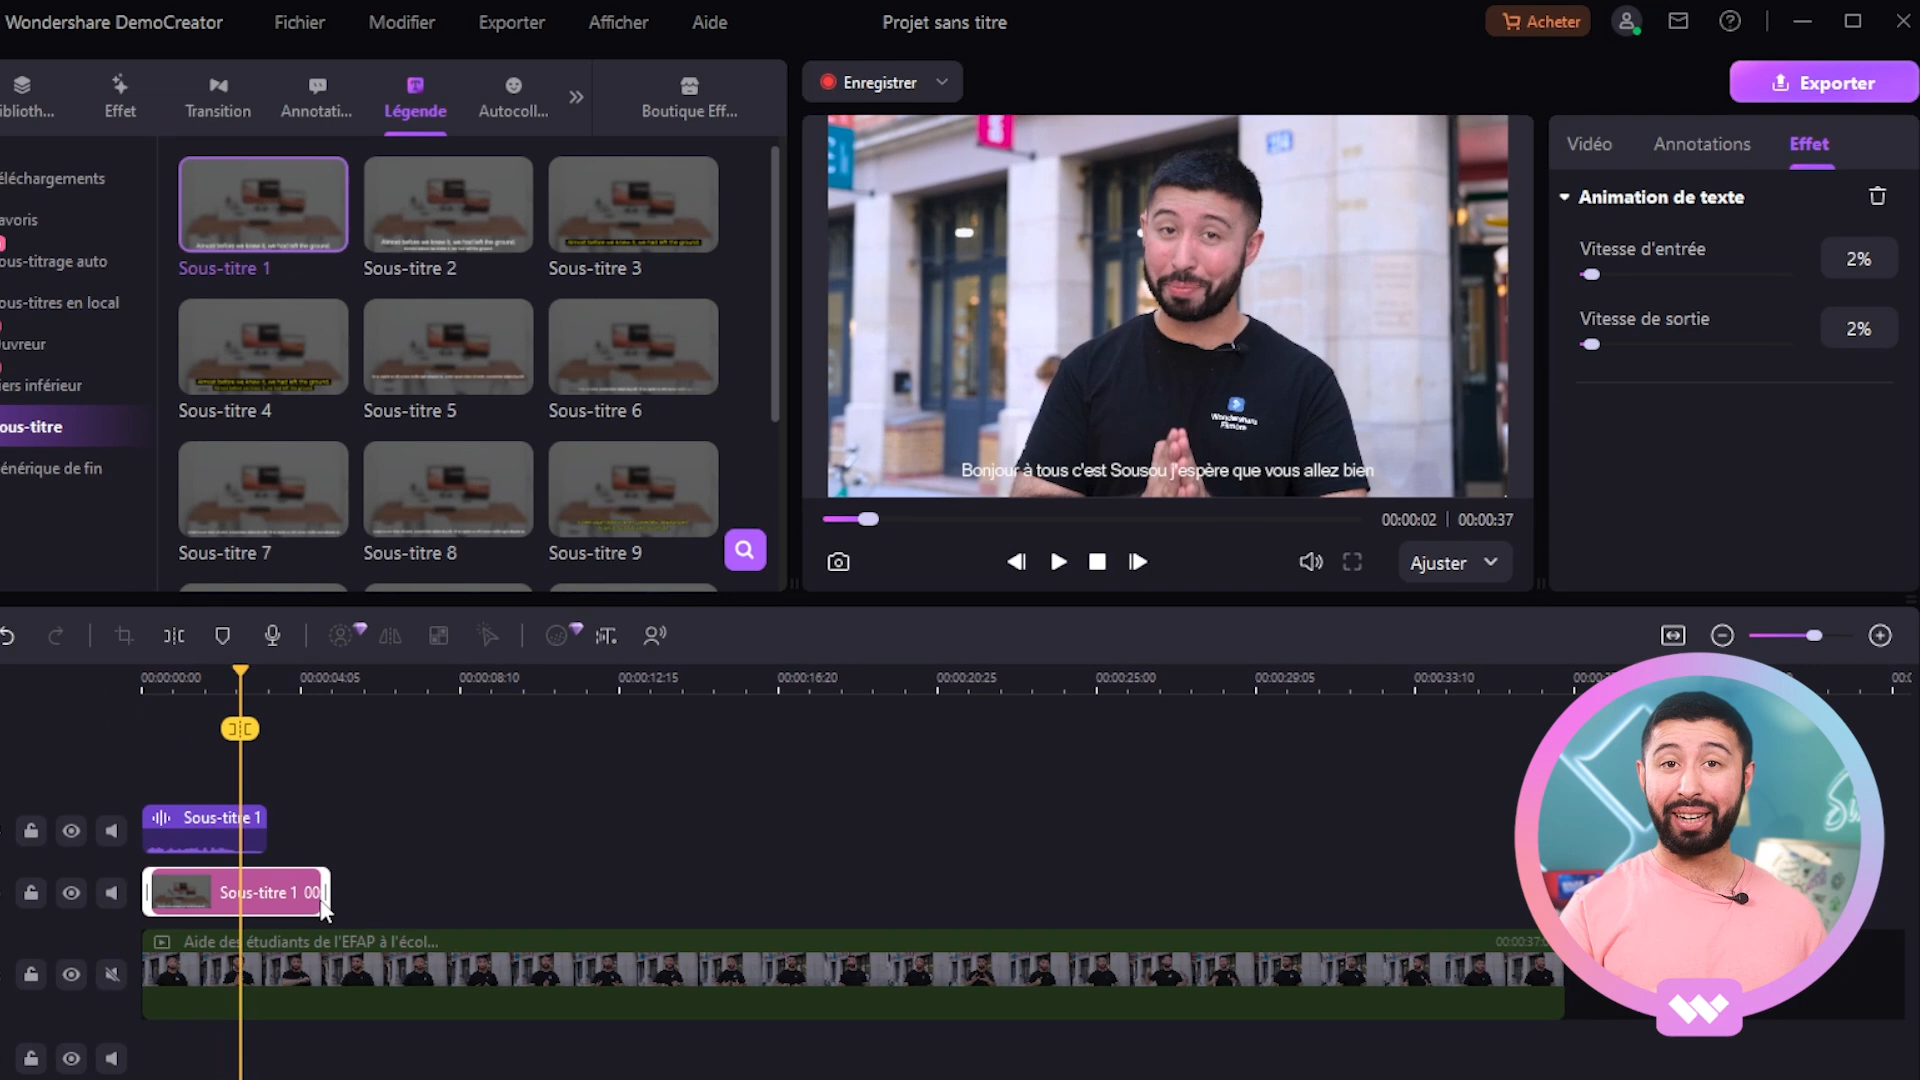 Wondershare DemoCreator
Fichier
Modifier
Exporter
Afficher
Aide
Projet sans titre
Acheter
iblioth...
Effet
Transition
Annotati...
Légende
Autocoll...
Boutique Eff...
Enregistrer
Exporter
éléchargements
avoris
ous-titrage auto
ous-titres en local
uvreur
iers inférieur
ous-titre
énérique de fin
Sous-titre 1
Sous-titre 2
Sous-titre 3
Sous-titre 4
Sous-titre 5
Sous-titre 6
Sous-titre 7
Sous-titre 8
Sous-titre 9
Wondershare
Filmora
Bonjour à tous c'est Sousou j'espère que vous allez bien
00:00:02 | 00:00:37
Ajuster
Vidéo
Annotations
Effet
Animation de texte
Vitesse d'entrée
2%
Vitesse de sortie
2%
00:00:00:00
00:00:04:05
00:00:08:10
00:00:12:15
00:00:16:20
00:00:20:25
00:00:25:00
00:00:29:05
00:00:33:10
Sous-titre 1
Sous-titre 1 00
Aide des étudiants de l'EFAP à l'écol...
00:00:37: